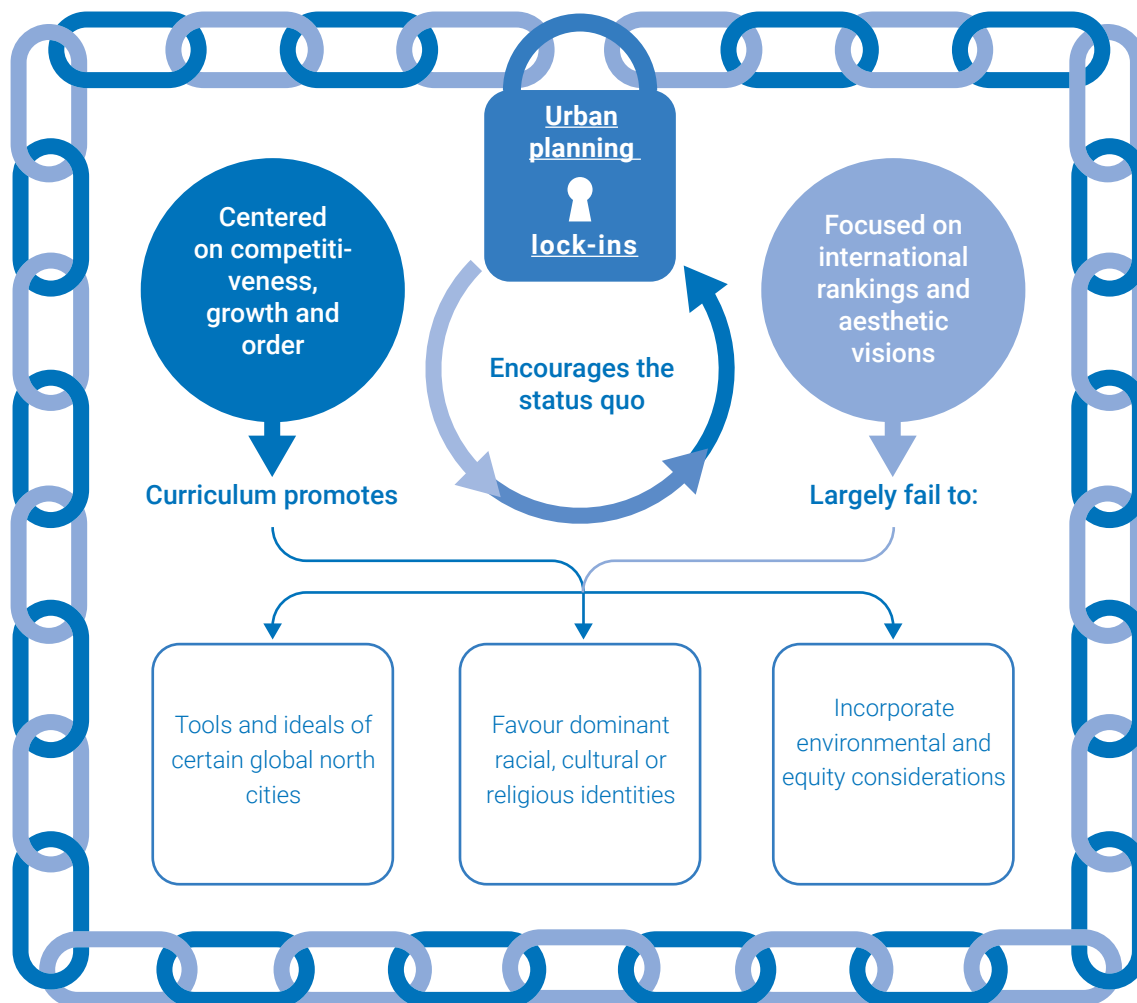 Urban
planning
lock-ins
Centered
on competiti-
veness,
growth and
order
Focused on
international
rankings and
aesthetic
visions
Encourages the
status quo
Curriculum promotes
Largely fail to:
Tools and ideals of
certain global north
cities
Favour dominant
racial, cultural or
religious identities
Incorporate
environmental and
equity considerations